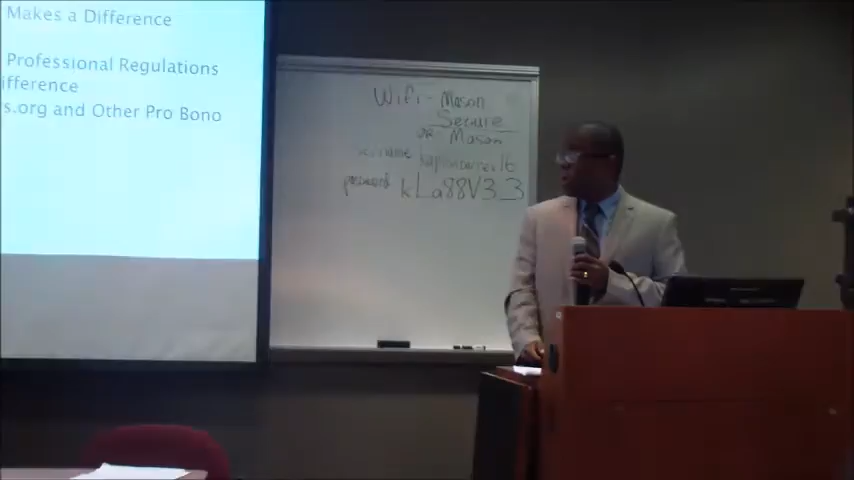 Makes a Difference
Professional Regulations
ifference
s.org and Other Pro Bono
Wifi - Mason
Secure
or Mason
password kLa88V3_3